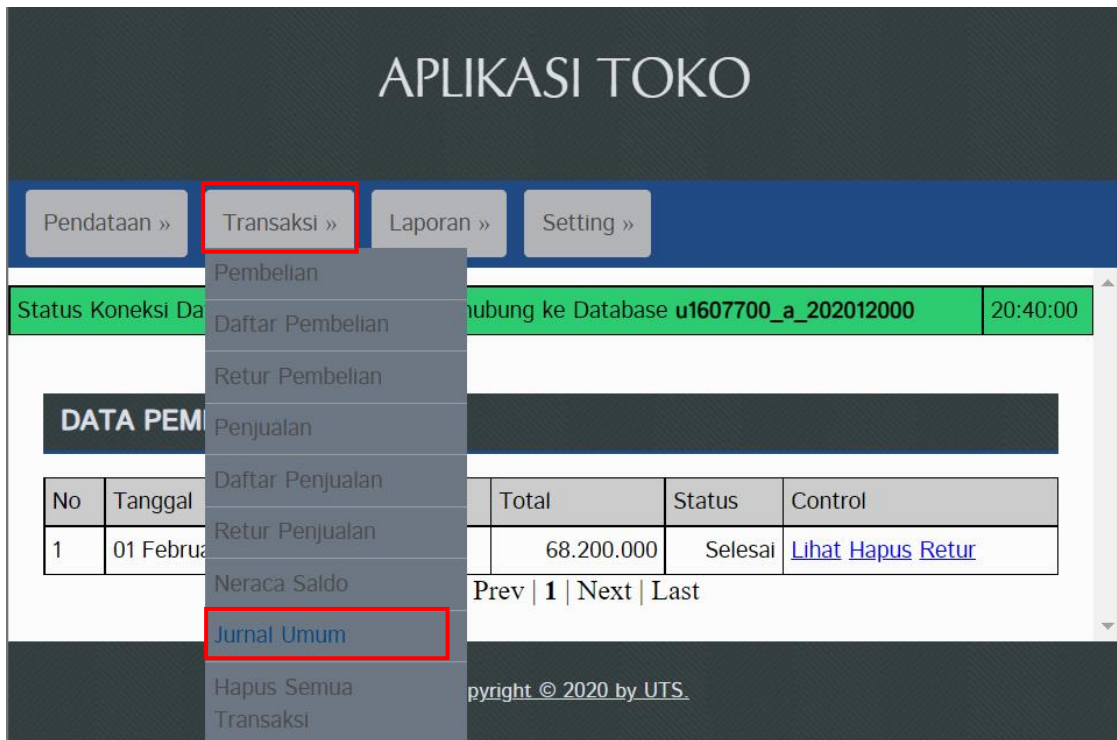 APLIKASI TOKO
Pendataan » Transaksi » Laporan » Setting »
Pembelian
Status Koneksi Da
hubung ke Database u1607700_a_202012000 20:40:00
Daftar Pembelian
Retur Pembelian
DATA PEM
Penjualan
Daftar Penjualan
No Tanggal Total Status Control
Retur Penjualan
1 01 Februa 68.200.000 Selesai Lihat Hapus Retur
Neraca Saldo
Prev | 1 | Next | Last
Jurnal Umum
Hapus Semua
Transaksi
pyright © 2020 by UTS.